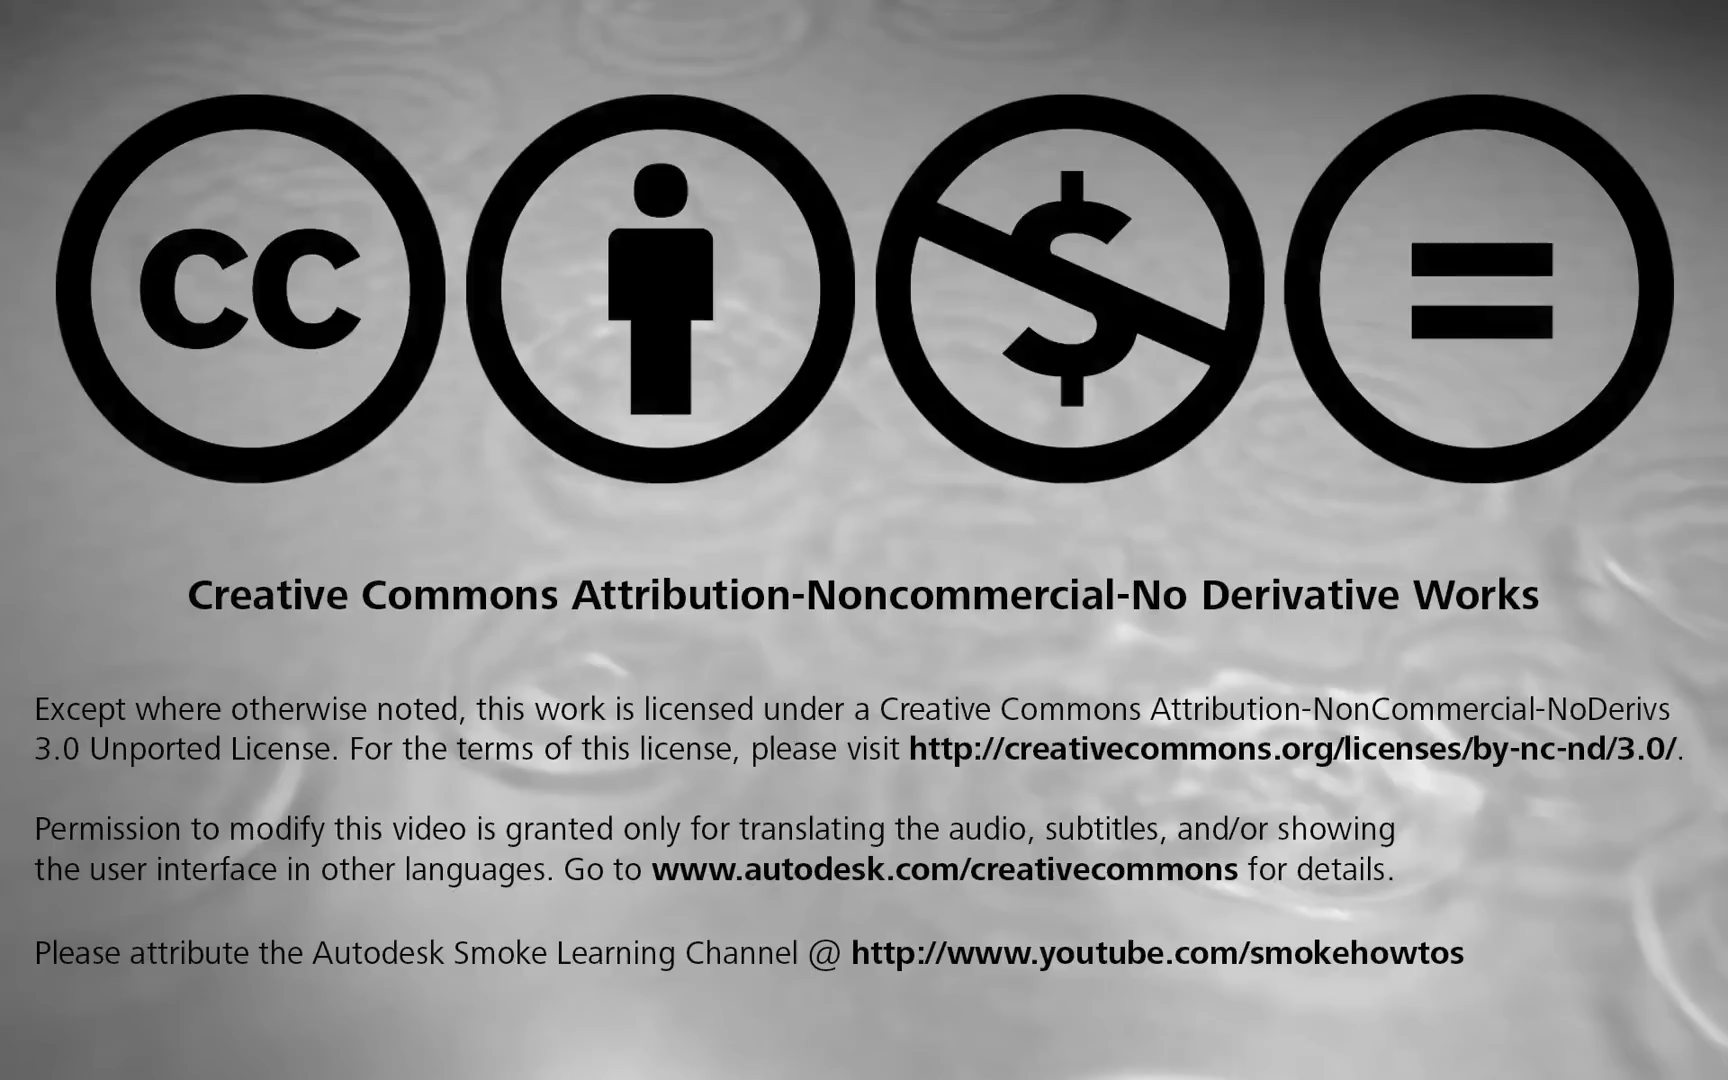 cc $ =
Creative Commons Attribution-Noncommercial-No Derivative Works
Except where otherwise noted, this work is licensed under a Creative Commons Attribution-NonCommercial-NoDerivs
3.0 Unported License. For the terms of this license, please visit http://creativecommons.org/licenses/by-nc-nd/3.0/.
Permission to modify this video is granted only for translating the audio, subtitles, and/or showing
the user interface in other languages. Go to www.autodesk.com/creativecommons for details.
Please attribute the Autodesk Smoke Learning Channel @ http://www.youtube.com/smokehowtos